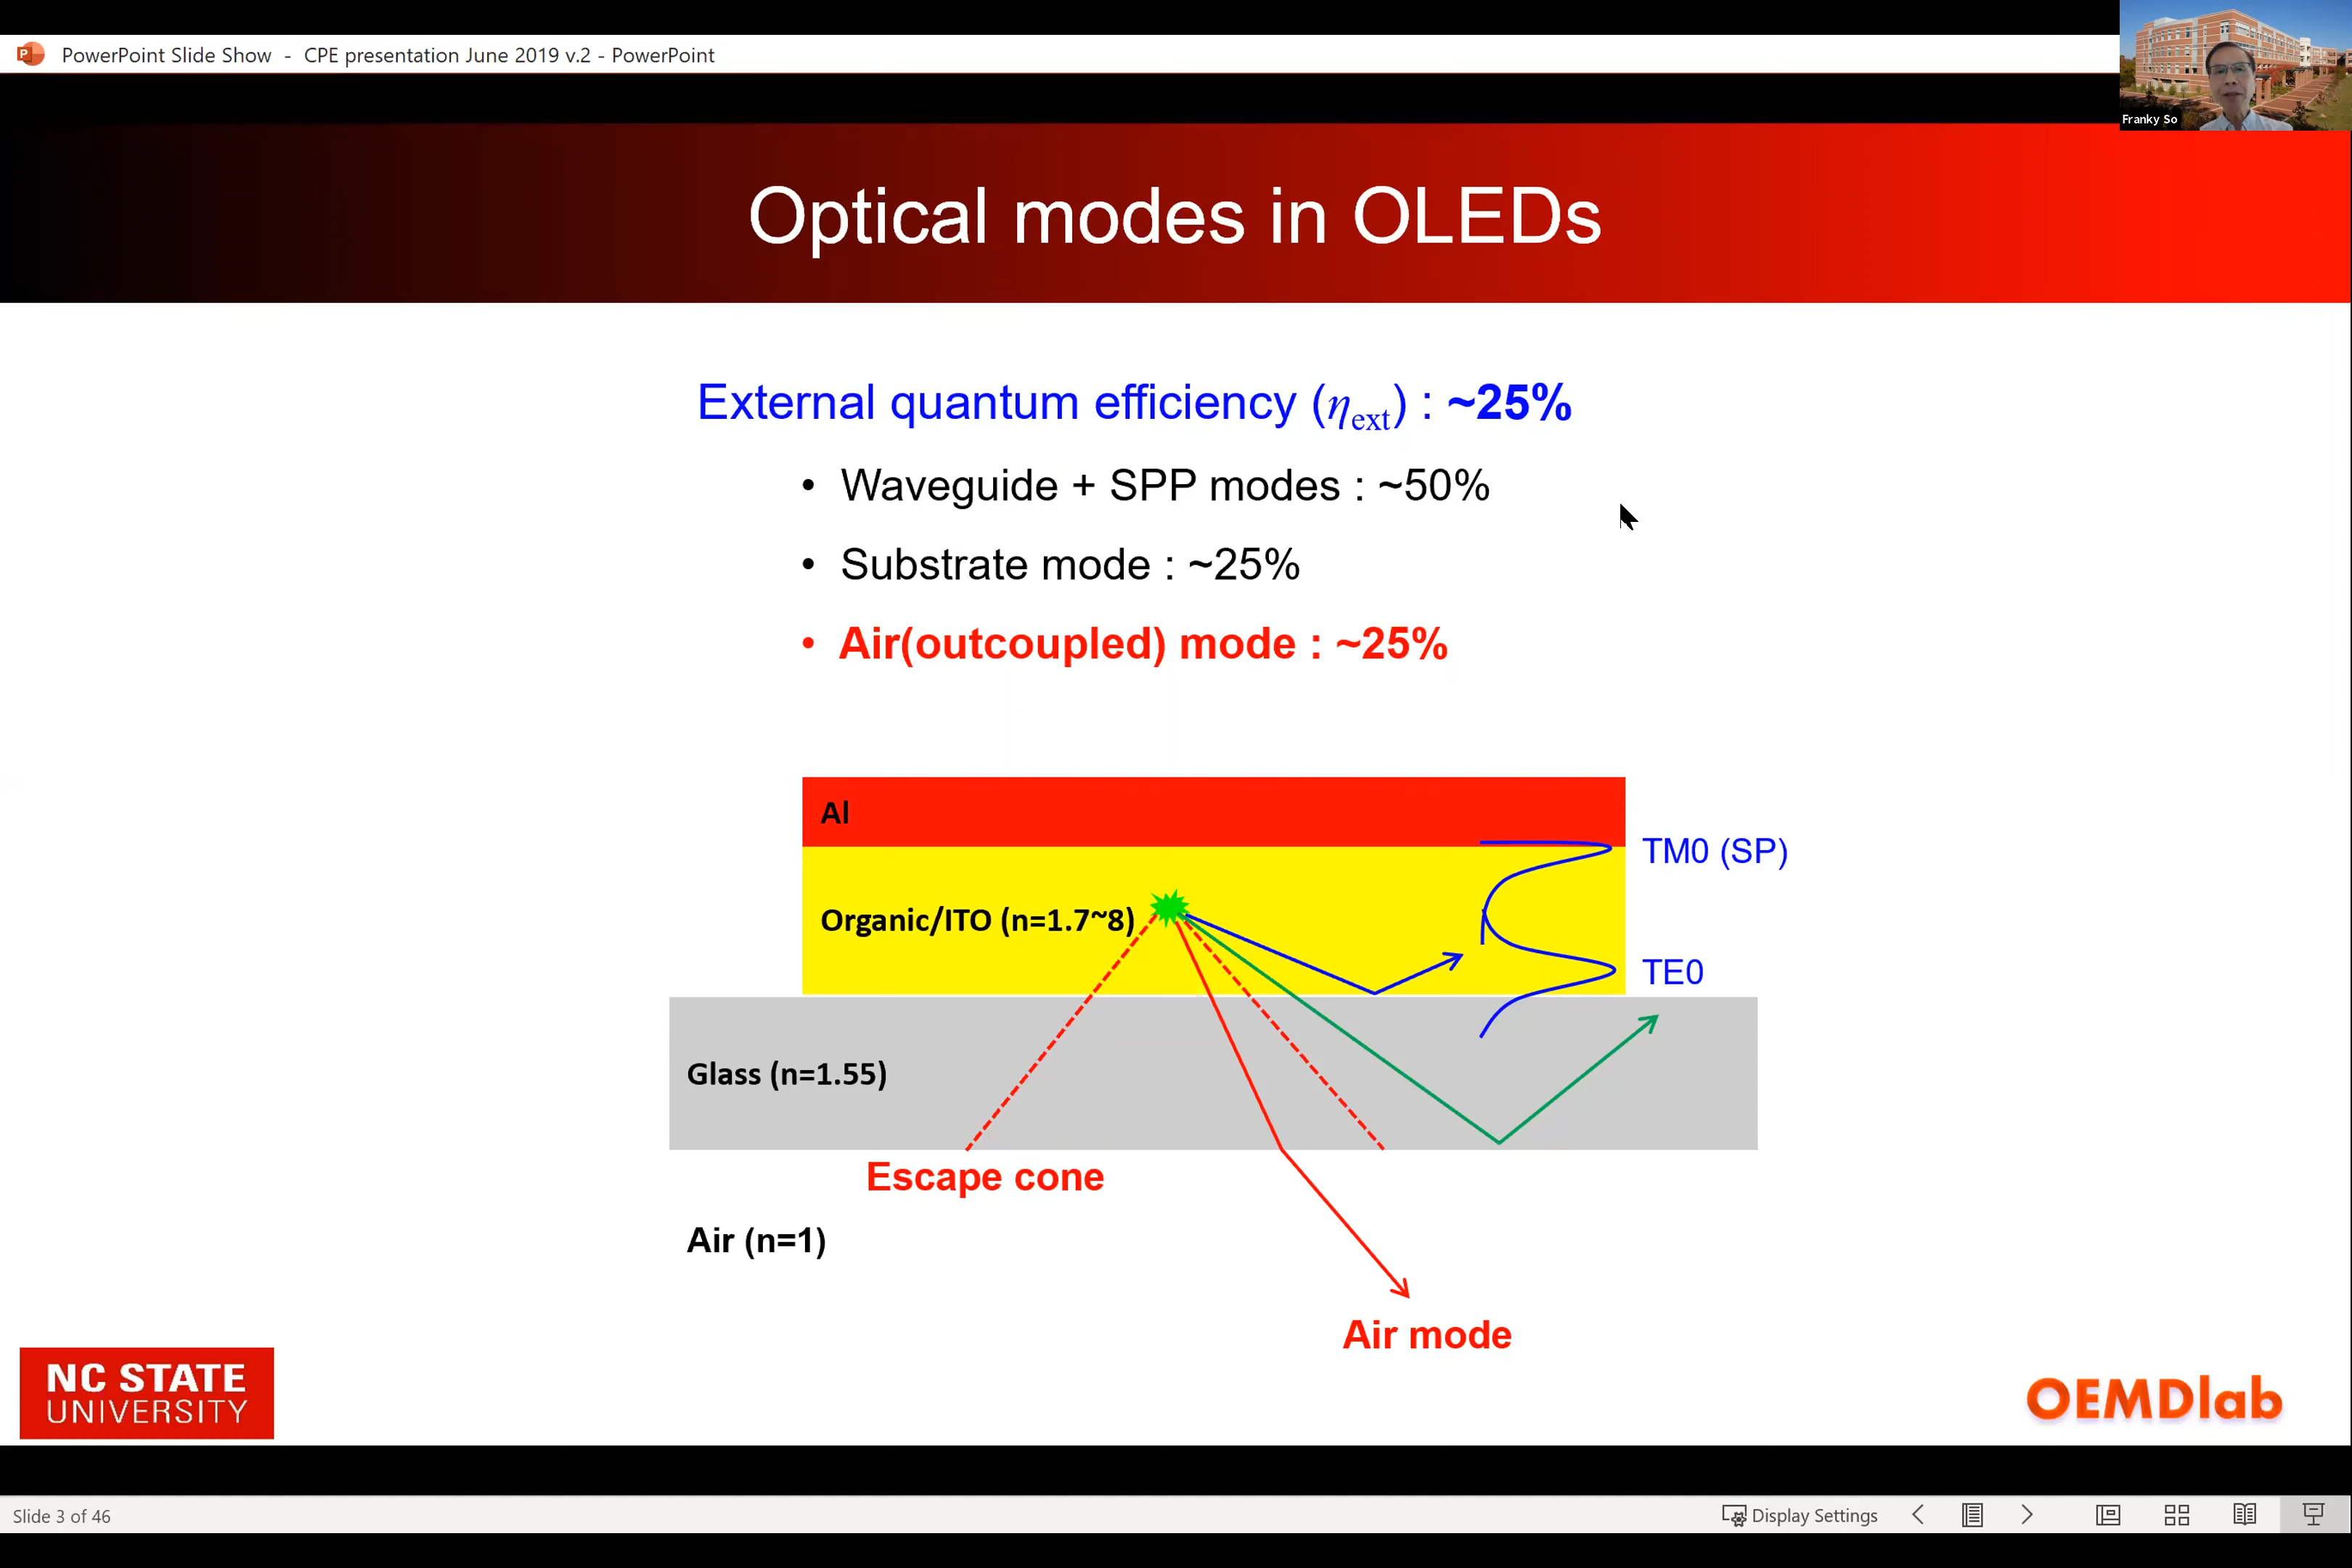 PowerPoint Slide Show - CPE presentation June 2019 v.2 - PowerPoint
Franky So
Optical modes in OLEDs
External quantum efficiency (ηext) : ~25%
• Waveguide + SPP modes : ~50%
• Substrate mode : ~25%
• Air(outcoupled) mode : ~25%
Al
TM0 (SP)
Organic/ITO (n=1.7~8)
TE0
Glass (n=1.55)
Escape cone
Air (n=1)
Air mode
NC STATE
UNIVERSITY
OEMDlab
Slide 3 of 46
Display Settings